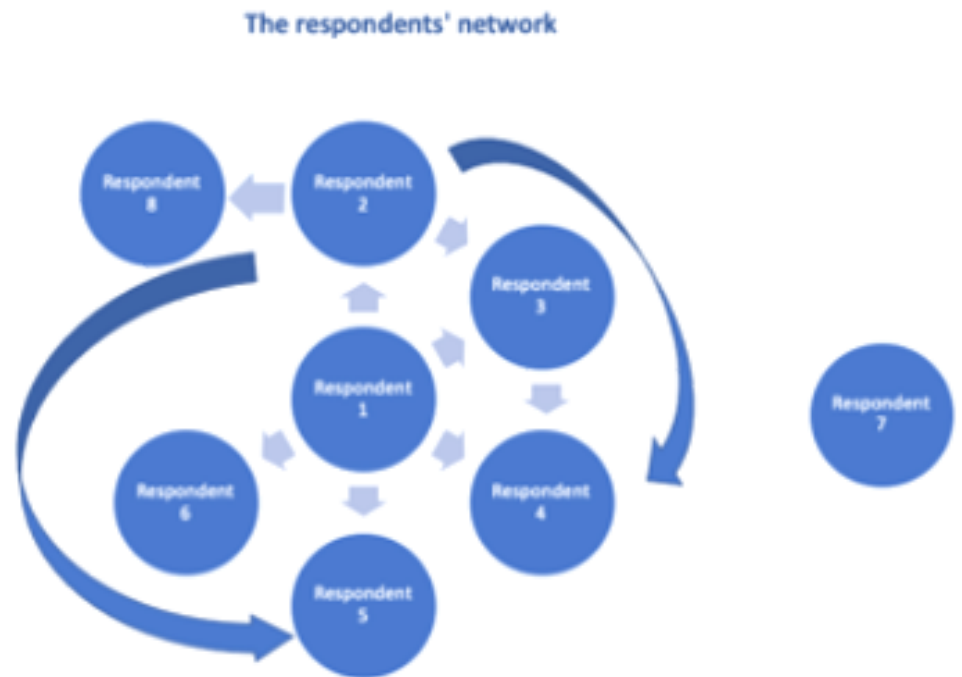 The respondents' network
Respondent
8
Respondent
2
Respondent
3
Respondent
1
Respondent
7
Respondent
6
Respondent
4
Respondent
5